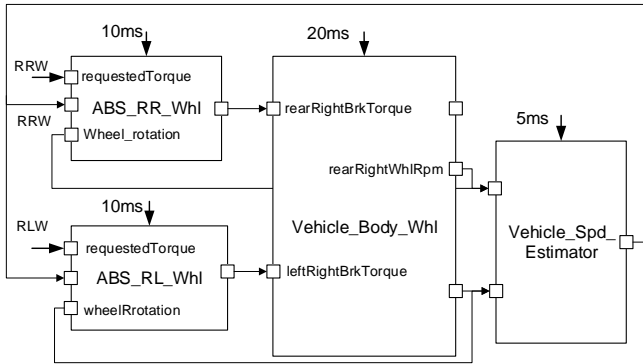 10ms
20ms
RRW
requestedTorque
ABS_RR_Whl
rearRightBrkTorque
RRW
Wheel_rotation
5ms
rearRightWhlRpm
10ms
RLW
requestedTorque
Vehicle_Body_Whl
Vehicle_Spd_
Estimator
ABS_RL_Whl
leftRightBrkTorque
wheelRrotation